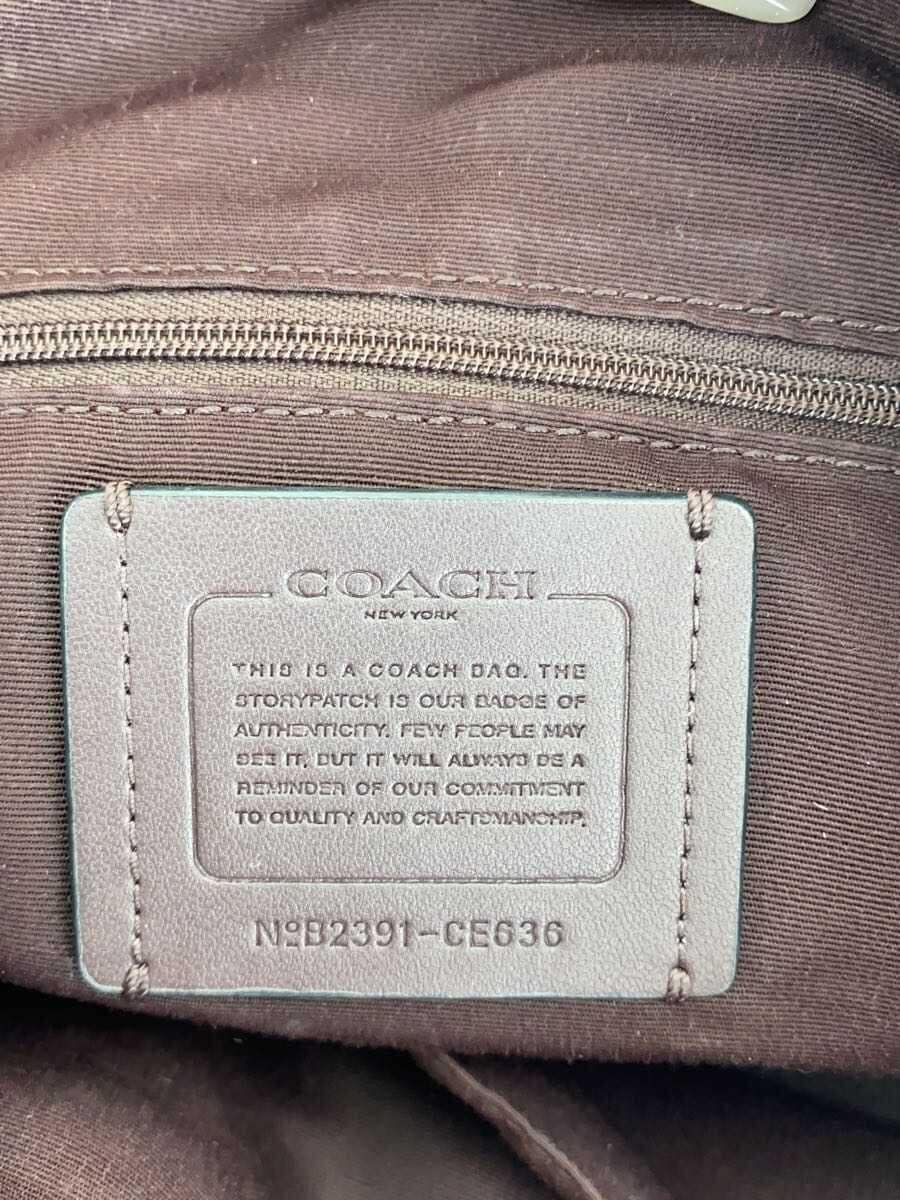 COACH
NEW YORK
THIS IS A COACH BAG. THE
STORYPATCH IS OUR BADGE OF
AUTHENTICITY. FEW PEOPLE MAY
SEE IT, BUT IT WILL ALWAYS BE A
REMINDER OF OUR COMMITMENT
TO QUALITY AND CRAFTSMANSHIP.
NºB2391-CE636